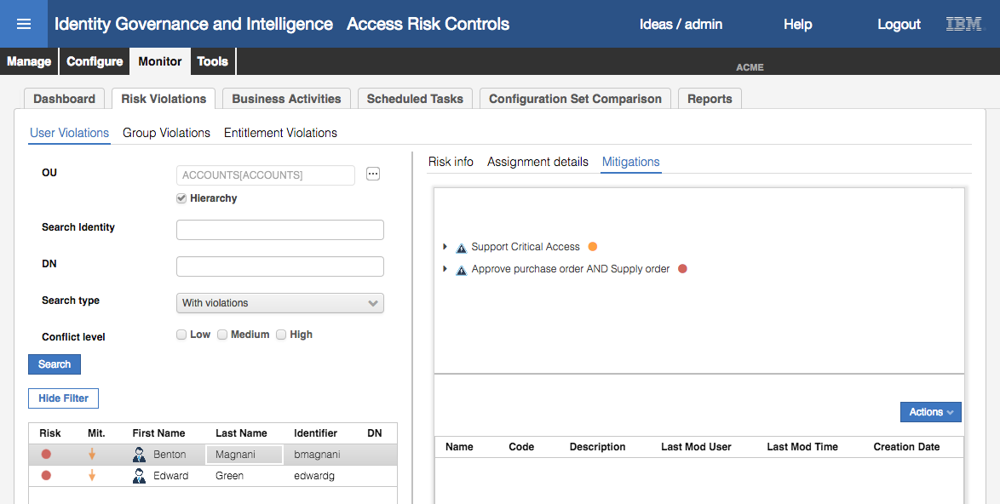 Identity Governance and Intelligence Access Risk Controls Ideas / admin Help Logout IBM
Manage Configure Monitor Tools ACME
Dashboard Risk Violations Business Activities Scheduled Tasks Configuration Set Comparison Reports
User Violations Group Violations Entitlement Violations
OU ACCOUNTS[ACCOUNTS] ...
Hierarchy
Search Identity
DN
Search type With violations
Conflict level Low Medium High
Search
Hide Filter
Risk Mit. First Name Last Name Identifier DN
Benton Magnani bmagnani
Edward Green edwardg
Risk info Assignment details Mitigations
Support Critical Access
Approve purchase order AND Supply order
Actions
Name Code Description Last Mod User Last Mod Time Creation Date